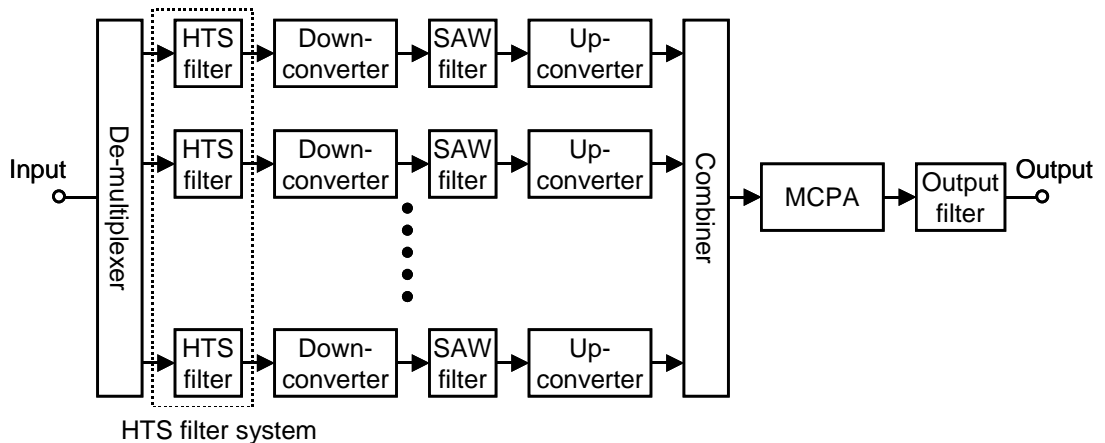 Input
De-multiplexer
HTS
filter
Down-
converter
SAW
filter
Up-
converter
HTS
filter
Down-
converter
SAW
filter
Up-
converter
HTS
filter
Down-
converter
SAW
filter
Up-
converter
Combiner
MCPA
Output
filter
Output
HTS filter system